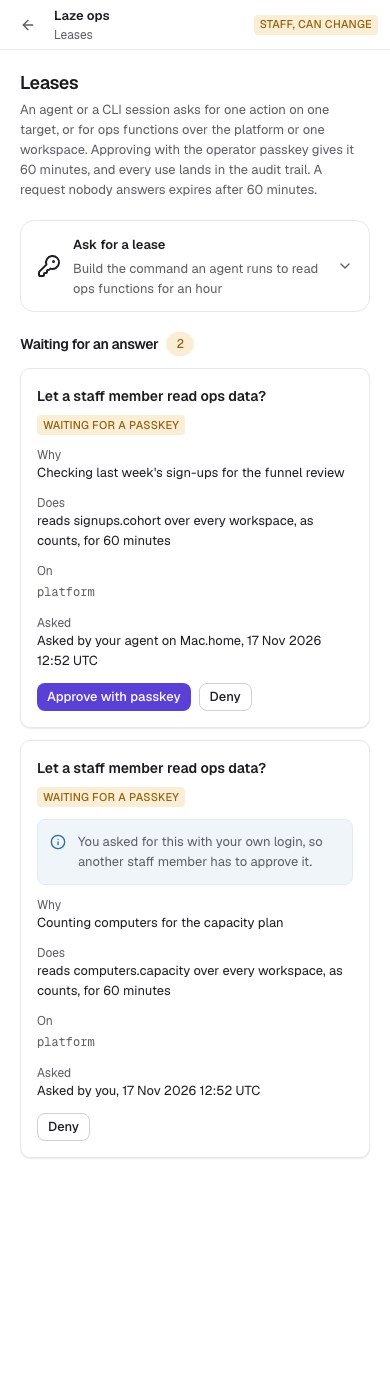 Laze ops
Leases
STAFF, CAN CHANGE
Leases
An agent or a CLI session asks for one action on one
target, or for ops functions over the platform or one
workspace. Approving with the operator passkey gives it
60 minutes, and every use lands in the audit trail. A
request nobody answers expires after 60 minutes.
Ask for a lease
Build the command an agent runs to read
ops functions for an hour
Waiting for an answer 2
Let a staff member read ops data?
WAITING FOR A PASSKEY
Why
Checking last week's sign-ups for the funnel review
Does
reads signups.cohort over every workspace, as
counts, for 60 minutes
On
platform
Asked
Asked by your agent on Mac.home, 17 Nov 2026
12:52 UTC
Approve with passkey Deny
Let a staff member read ops data?
WAITING FOR A PASSKEY
You asked for this with your own login, so
another staff member has to approve it.
Why
Counting computers for the capacity plan
Does
reads computers.capacity over every workspace, as
counts, for 60 minutes
On
platform
Asked
Asked by you, 17 Nov 2026 12:52 UTC
Deny